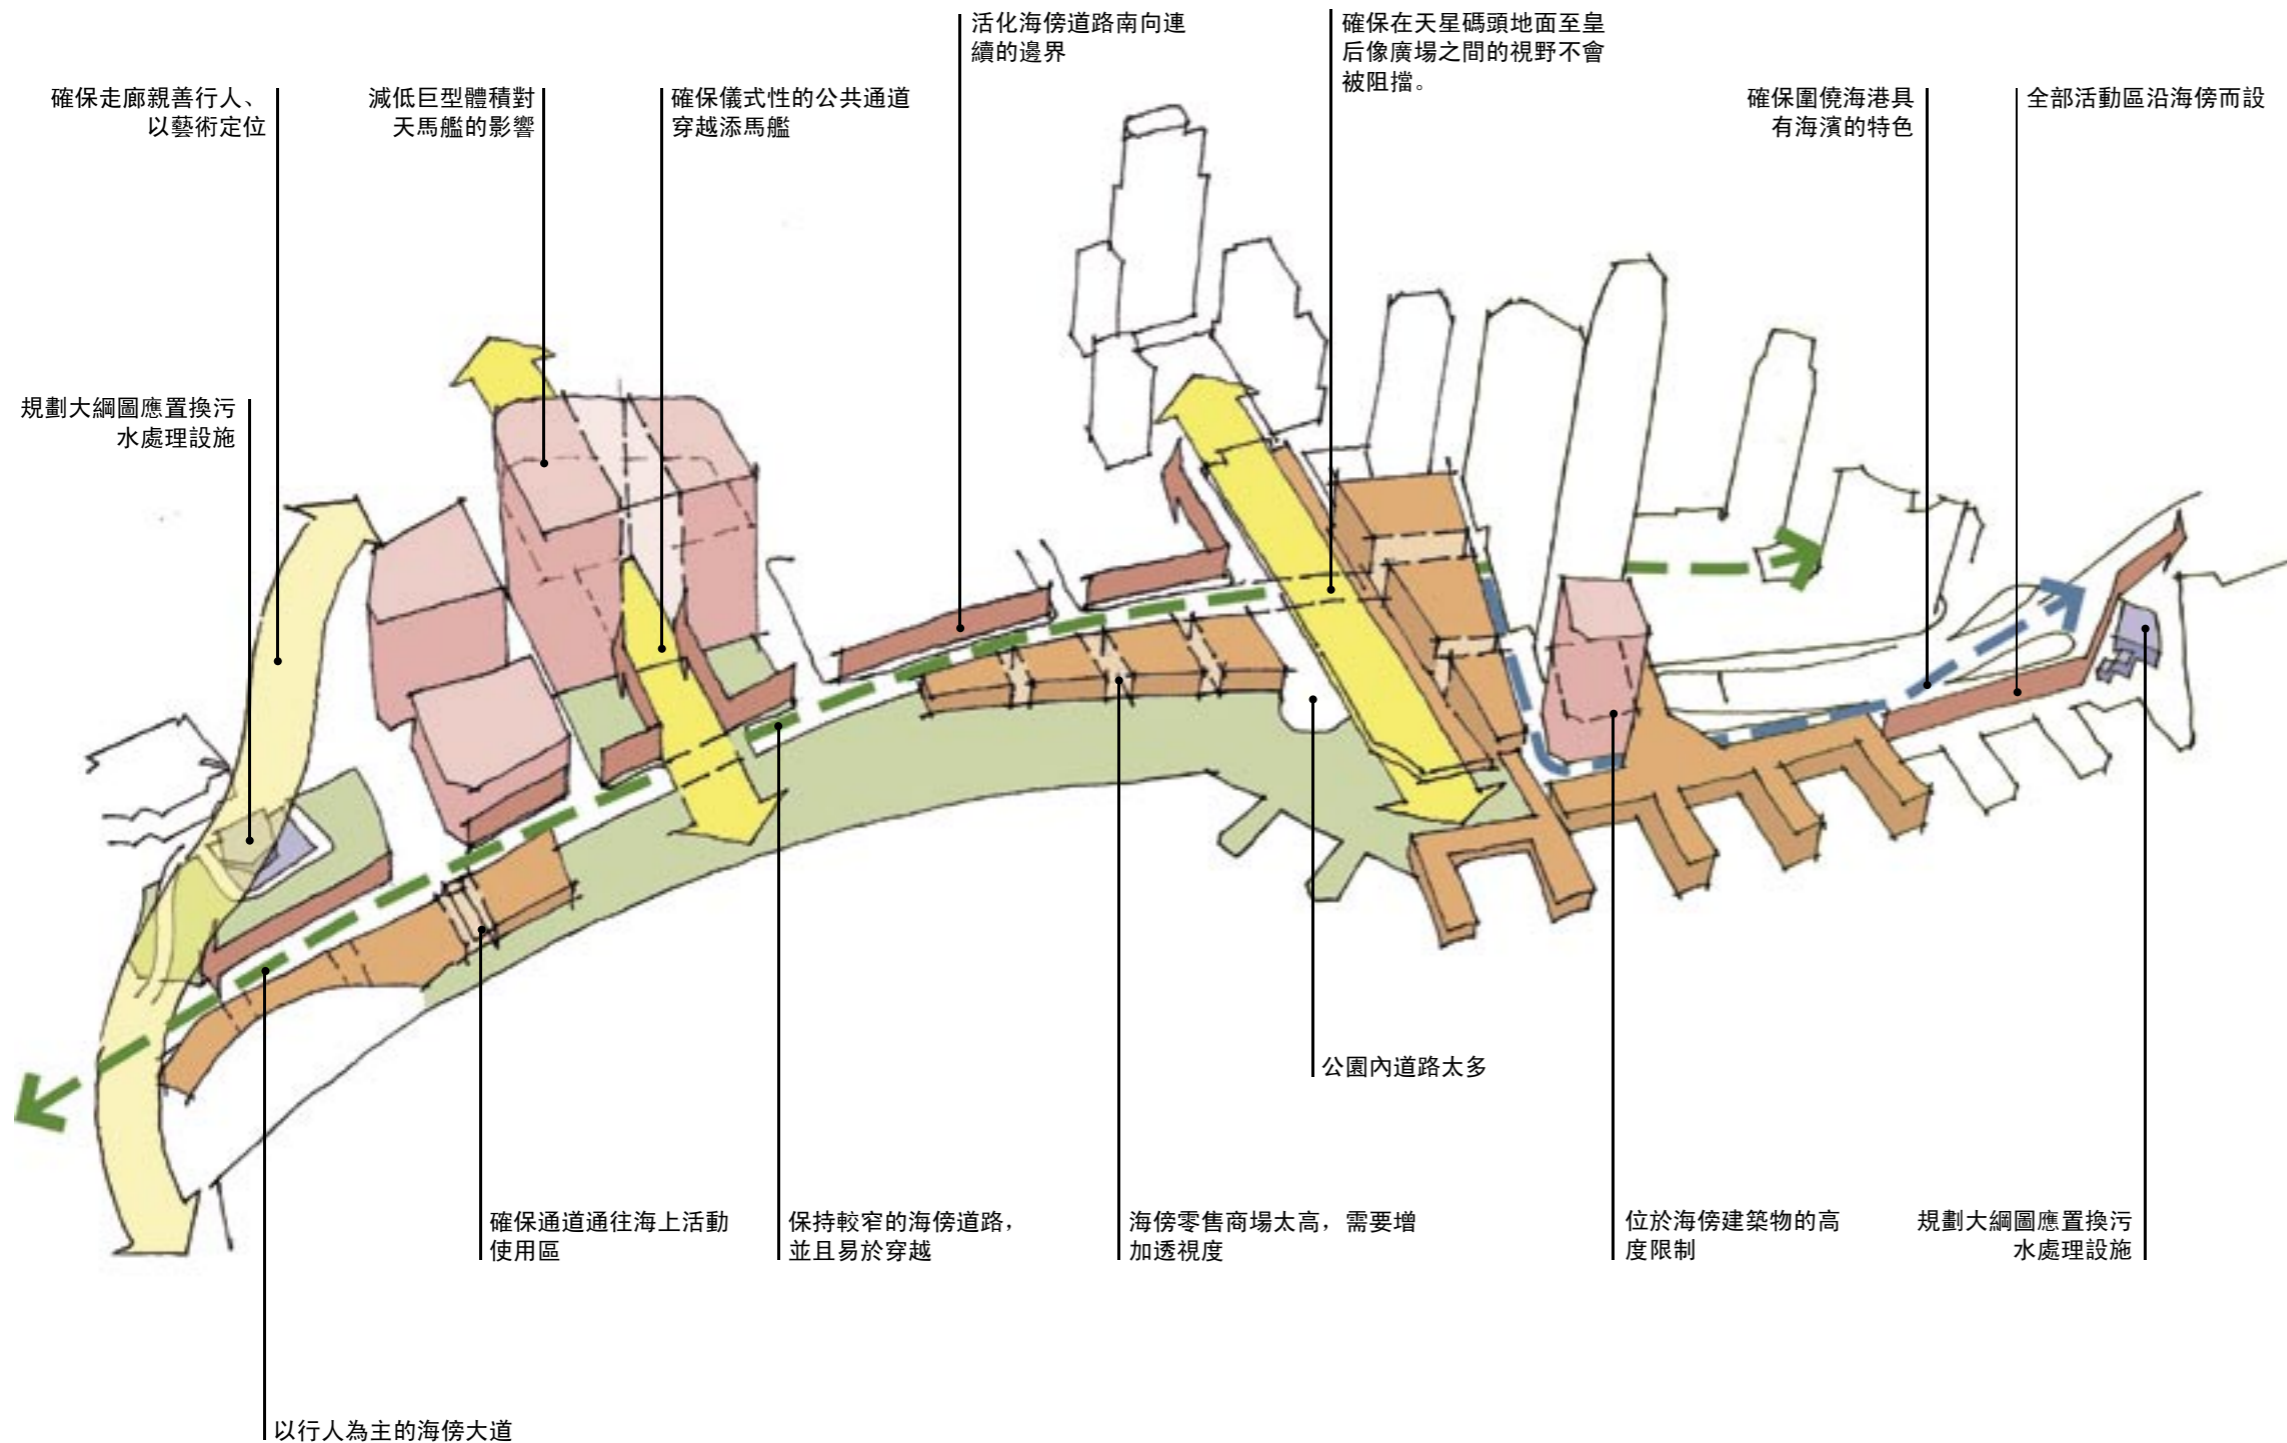 活化海傍道路南向連
續的邊界
確保在天星碼頭地面至皇
后像廣場之間的視野不會
被阻擋。
確保走廊親善行人、
以藝術定位
減低巨型體積對
天馬艦的影響
確保儀式性的公共通道
穿越添馬艦
確保圍僥海港具
有海濱的特色
全部活動區沿海傍而設
規劃大綱圖應置換污
水處理設施
公園內道路太多
確保通道通往海上活動
使用區
保持較窄的海傍道路，
並且易於穿越
海傍零售商場太高，需要增
加透視度
位於海傍建築物的高
度限制
規劃大綱圖應置換污
水處理設施
以行人為主的海傍大道